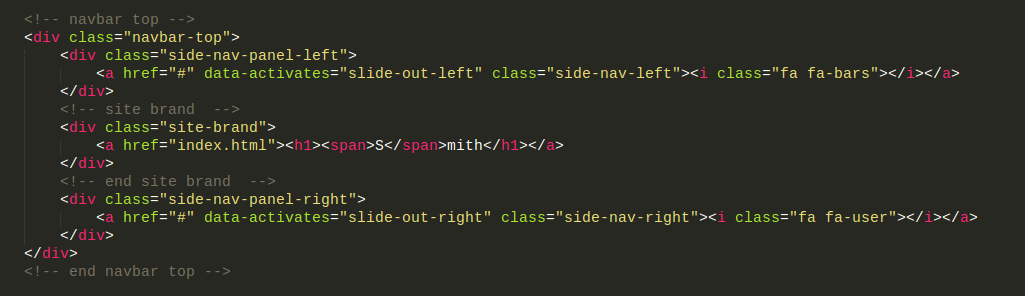 <!-- navbar top -->
<div class="navbar-top">
<div class="side-nav-panel-left">
<a href="#" data-activates="slide-out-left" class="side-nav-left"><i class="fa fa-bars"></i></a>
</div>
<!-- site brand  -->
<div class="site-brand">
<a href="index.html"><h1><span>S</span>mith</h1></a>
</div>
<!-- end site brand  -->
<div class="side-nav-panel-right">
<a href="#" data-activates="slide-out-right" class="side-nav-right"><i class="fa fa-user"></i></a>
</div>
</div>
<!-- end navbar top -->